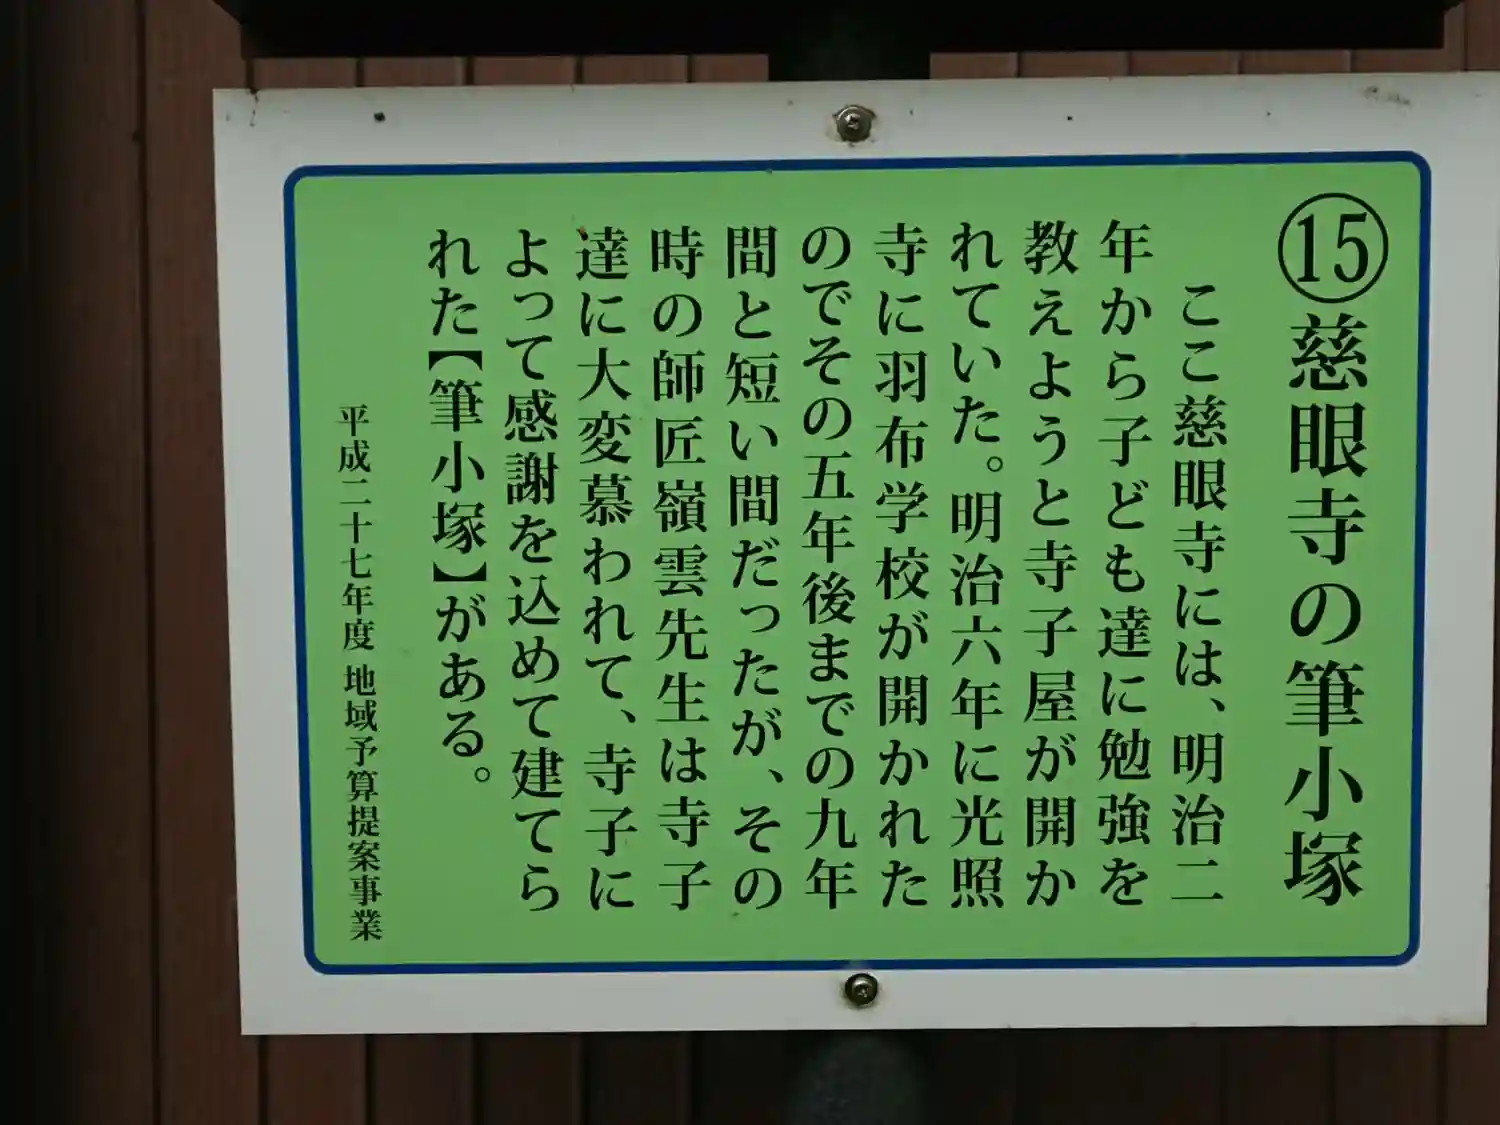 ⑮慈眼寺の筆小塚
ここ慈眼寺には、明治二
年から子ども達に勉強を
教えようと寺子屋が開か
れていた。明治六年に光照
寺に羽布学校が開かれた
のでその五年後までの九年
間と短い間だったが、その
時の師匠嶺雲先生は寺子
達に大変慕われて、寺子に
よって感謝を込めて建てら
れた【筆小塚】がある。
平成二十七年度 地域予算提案事業